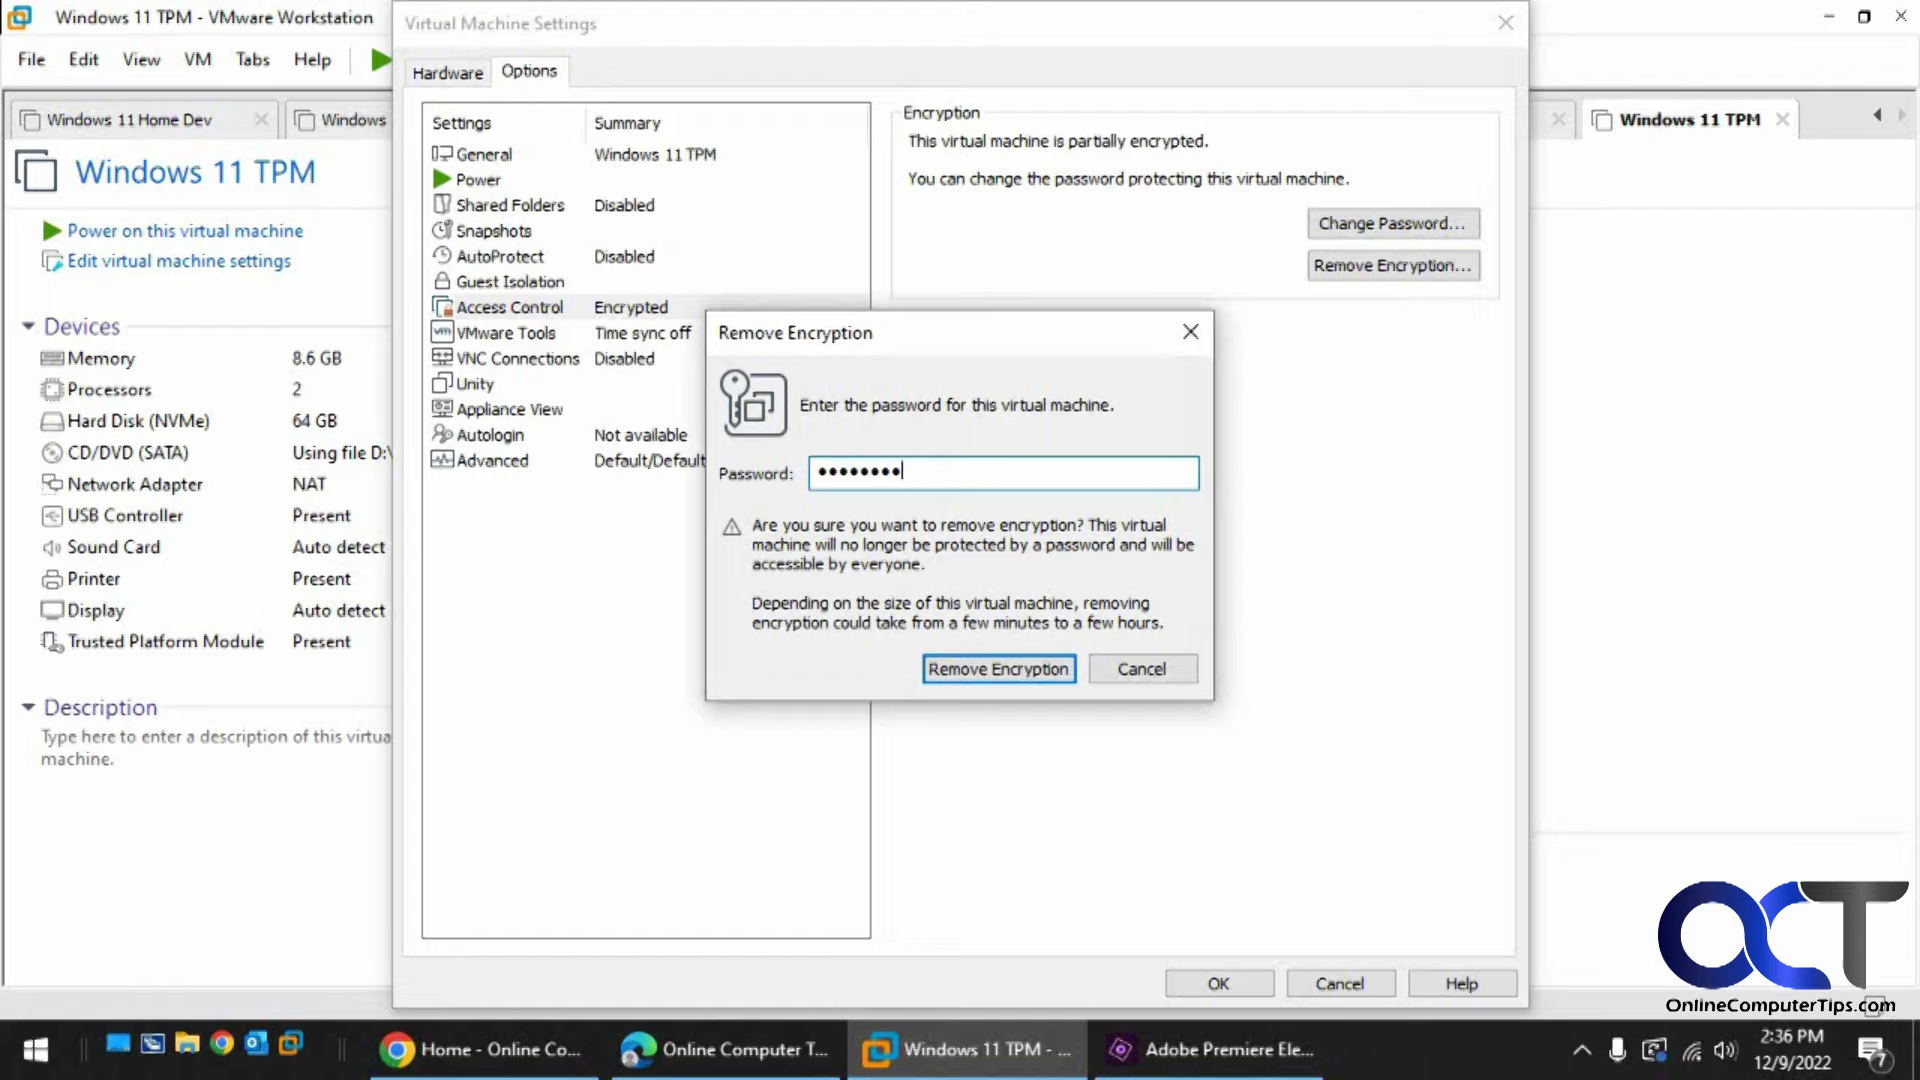 Windows 11 TPM - VMware Workstation
File Edit View VM Tabs Help
Windows 11 Home Dev
Windows
Windows 11 TPM
Windows 11 TPM
Power on this virtual machine
Edit virtual machine settings
Devices
Memory 8.6 GB
Processors 2
Hard Disk (NVMe) 64 GB
CD/DVD (SATA) Using file D:\
Network Adapter NAT
USB Controller Present
Sound Card Auto detect
Printer Present
Display Auto detect
Trusted Platform Module Present
Description
Type here to enter a description of this virtua
machine.
Virtual Machine Settings
Hardware Options
Settings Summary
General Windows 11 TPM
Power
Shared Folders Disabled
Snapshots
AutoProtect Disabled
Guest Isolation
Access Control Encrypted
VMware Tools Time sync off
VNC Connections Disabled
Unity
Appliance View
Autologin Not available
Advanced Default/Default
Encryption
This virtual machine is partially encrypted.
You can change the password protecting this virtual machine.
Change Password...
Remove Encryption...
Remove Encryption
Enter the password for this virtual machine.
Password: ••••••••
Are you sure you want to remove encryption? This virtual
machine will no longer be protected by a password and will be
accessible by everyone.
Depending on the size of this virtual machine, removing
encryption could take from a few minutes to a few hours.
Remove Encryption Cancel
OK Cancel Help
OCT
OnlineComputerTips.com
Home - Online Co...
Online Computer T...
Windows 11 TPM - ...
Adobe Premiere Ele...
2:36 PM
12/9/2022
7